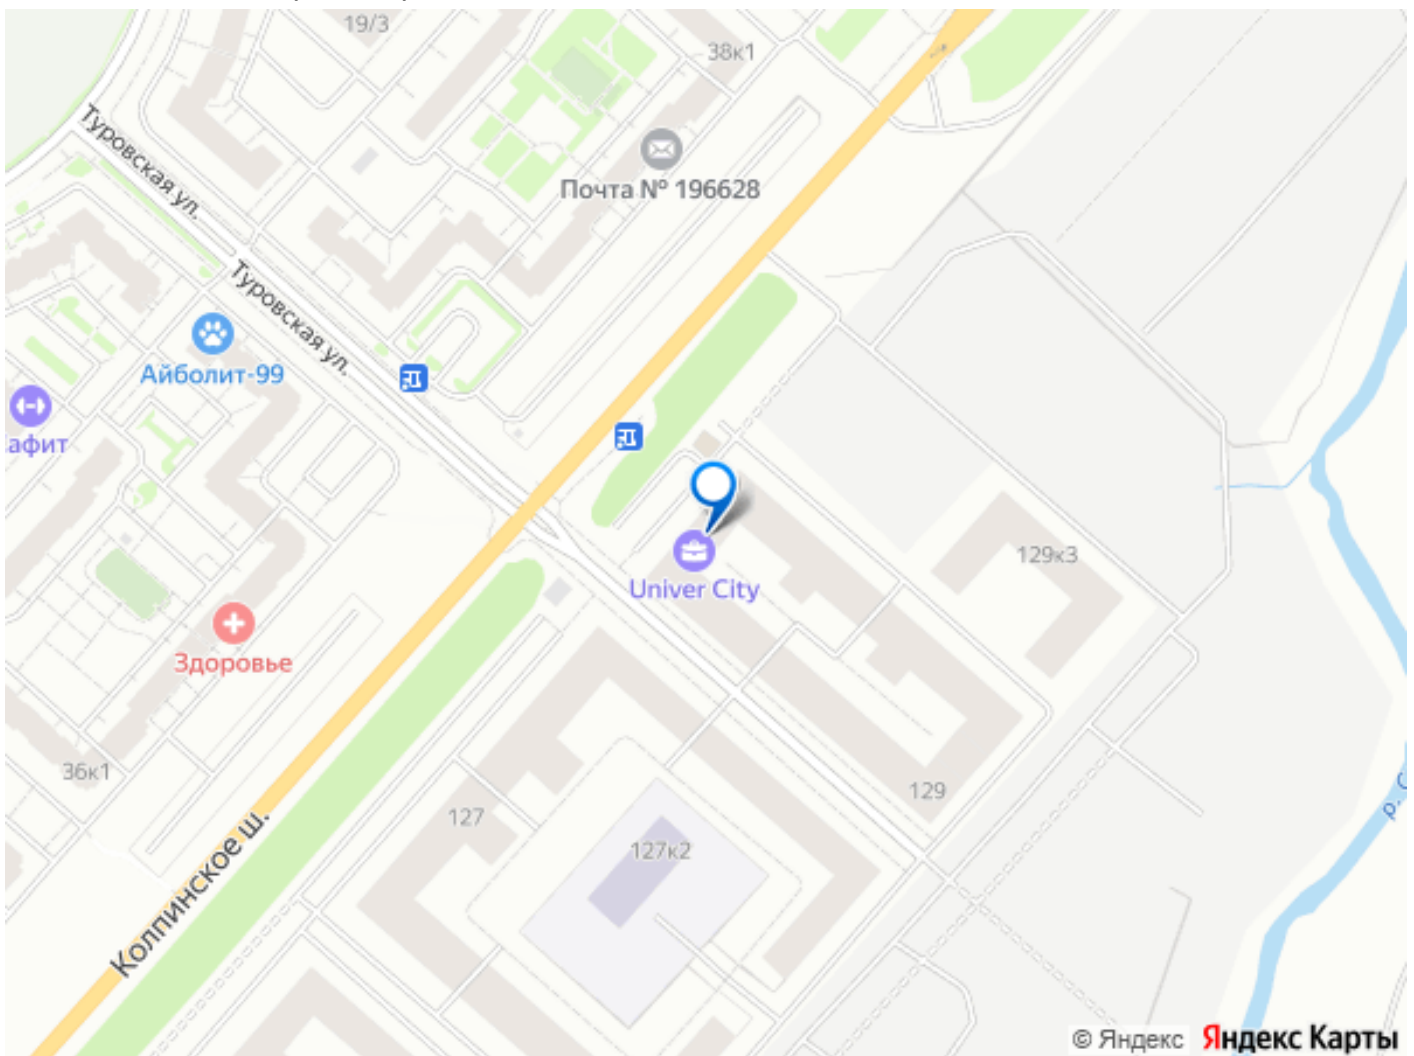 19/3
38к1
Туровская ул.
Почта № 196628
Туровская ул.
Айболит-99
афит
129к3
Univer City
Здоровье
36к1
129
127
127к2
Колпинское ш.
р. С
© Яндекс Яндекс Карты